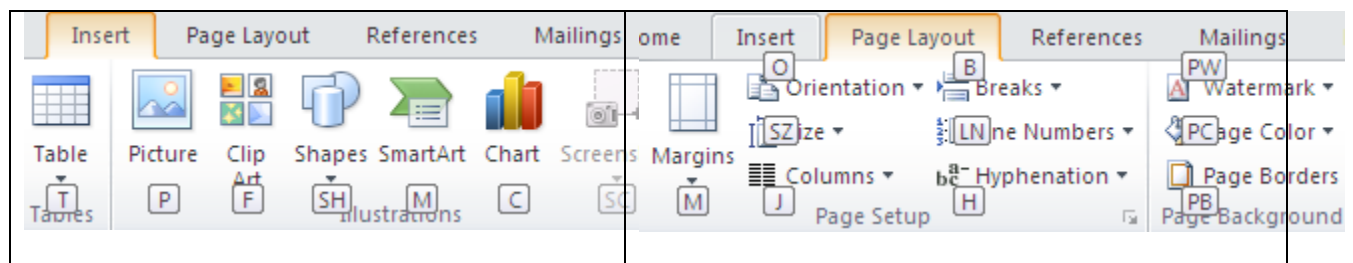 Insert Page Layout References Mailings
Table Picture Clip Art Shapes SmartArt Chart Screens
T P F SH M C SC
Tables Illustrations
ome Insert Page Layout References Mailings
O B PW
Orientation Breaks Watermark
SZ ize LN ne Numbers PC age Color
Margins Columns Hyphenation Page Borders
M J H PB
Page Setup Page Background